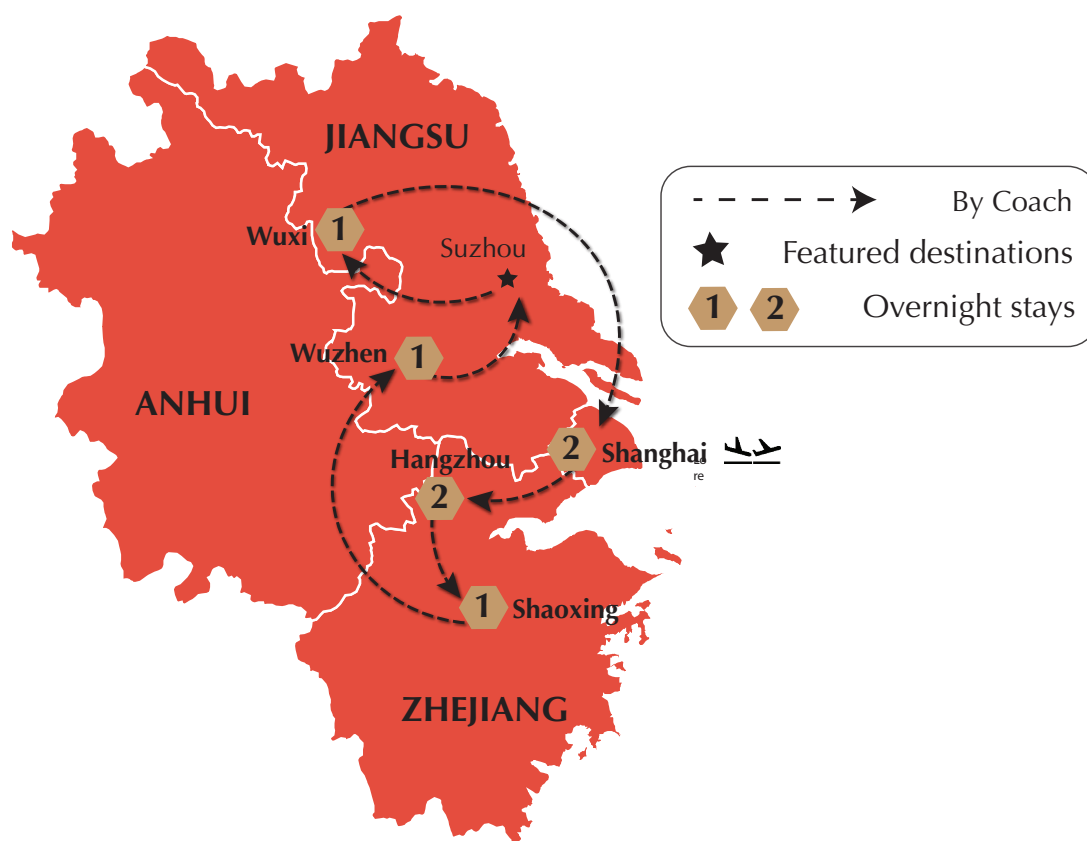 JIANGSU
Wuxi
1
Suzhou
Wuzhen
1
ANHUI
Hangzhou
2
2
Shanghai
re
Shaoxing
1
ZHEJIANG
By Coach
Featured destinations
1 2 Overnight stays